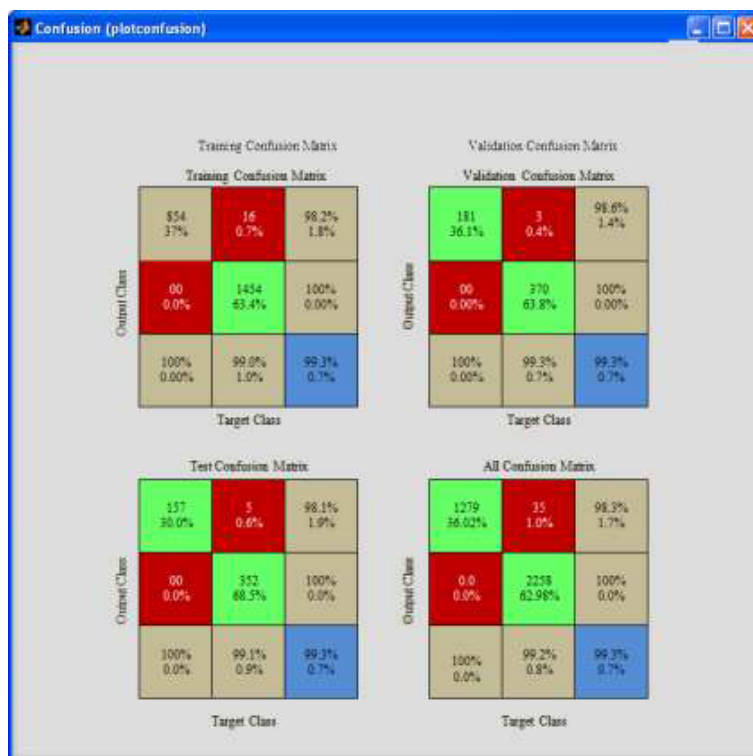 Confusion (plotconfusion)
Training Confusion Matrix
Validation Confusion Matrix
Training Confusion Matrix
Validation Confusion Matrix
Output Class
854 16 98.2%
37% 0.7% 1.8%
00 1454 100%
0.0% 63.4% 0.00%
100% 99.0% 99.3%
0.00% 1.0% 0.7%
Target Class
Output Class
181 3 98.6%
36.1% 0.4% 1.4%
00 370 100%
0.00% 63.8% 0.00%
100% 99.3% 99.3%
0.00% 0.7% 0.7%
Target Class
Test Confusion Matrix
Output Class
157 5 98.1%
30.0% 0.6% 1.9%
00 352 100%
0.0% 68.5% 0.0%
100% 99.1% 99.3%
0.0% 0.9% 0.7%
Target Class
All Confusion Matrix
Output Class
1279 35 98.3%
36.02% 1.0% 1.7%
0.0 2258 100%
0.0% 62.98% 0.0%
100% 99.2% 99.3%
0.0% 0.8% 0.7%
Target Class